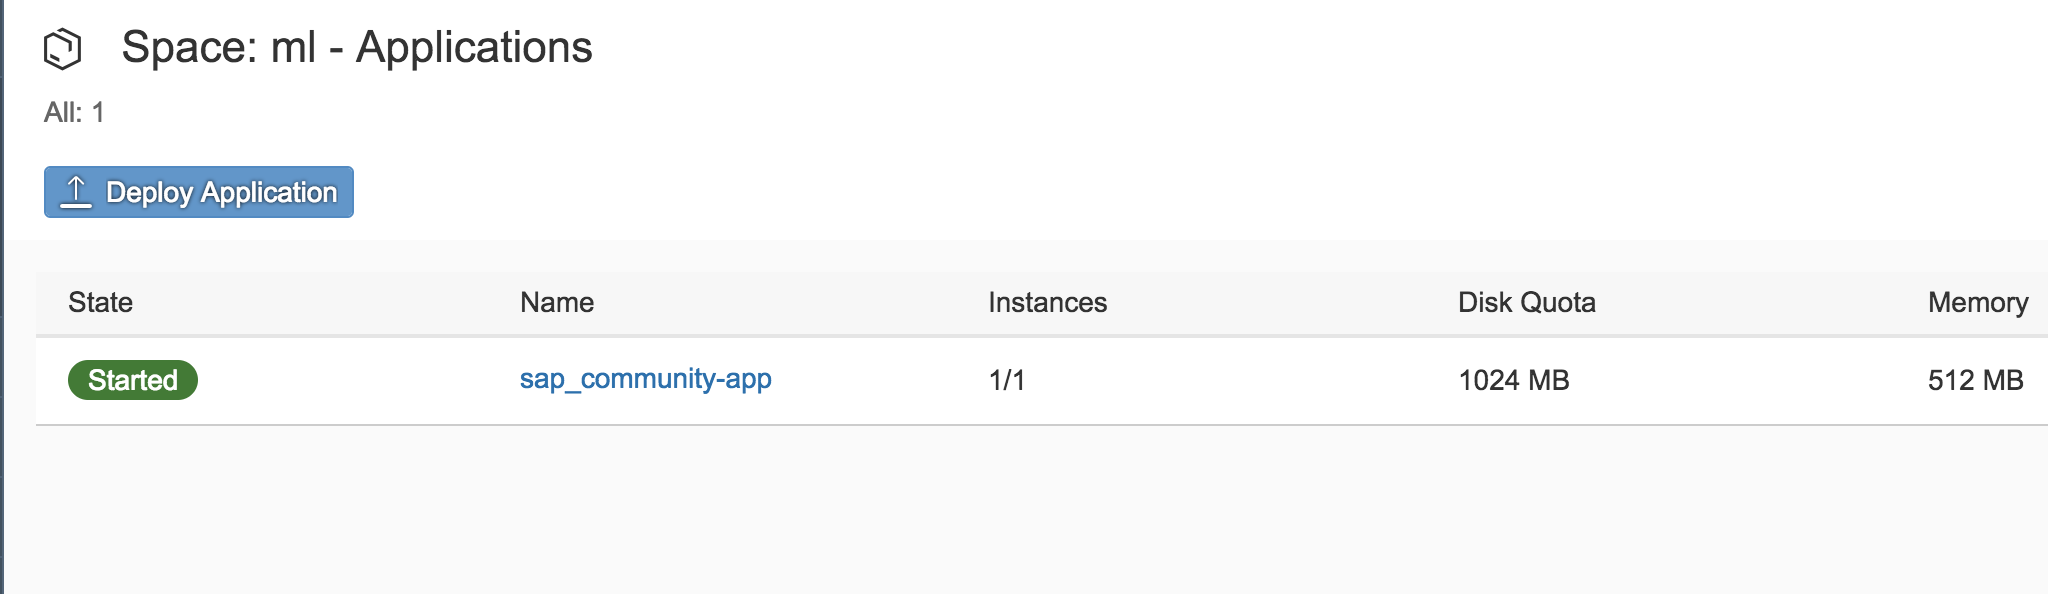 Space: ml - Applications
All: 1
Deploy Application
State Name Instances Disk Quota Memory
Started sap_community-app 1/1 1024 MB 512 MB